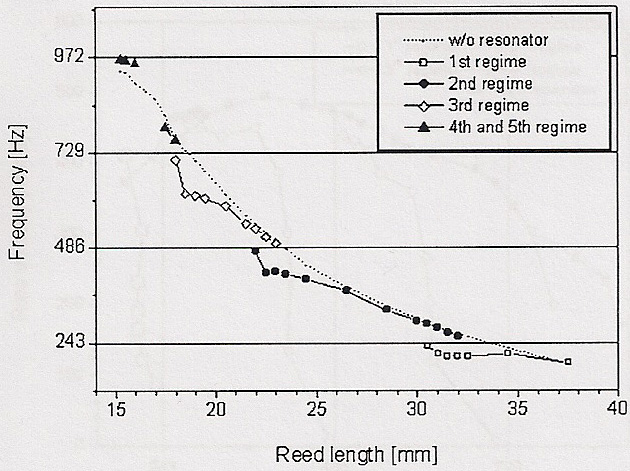 w/o resonator
1st regime
2nd regime
3rd regime
4th and 5th regime
Frequency [Hz]
972
729
486
243
15
20
25
30
35
40
Reed length [mm]